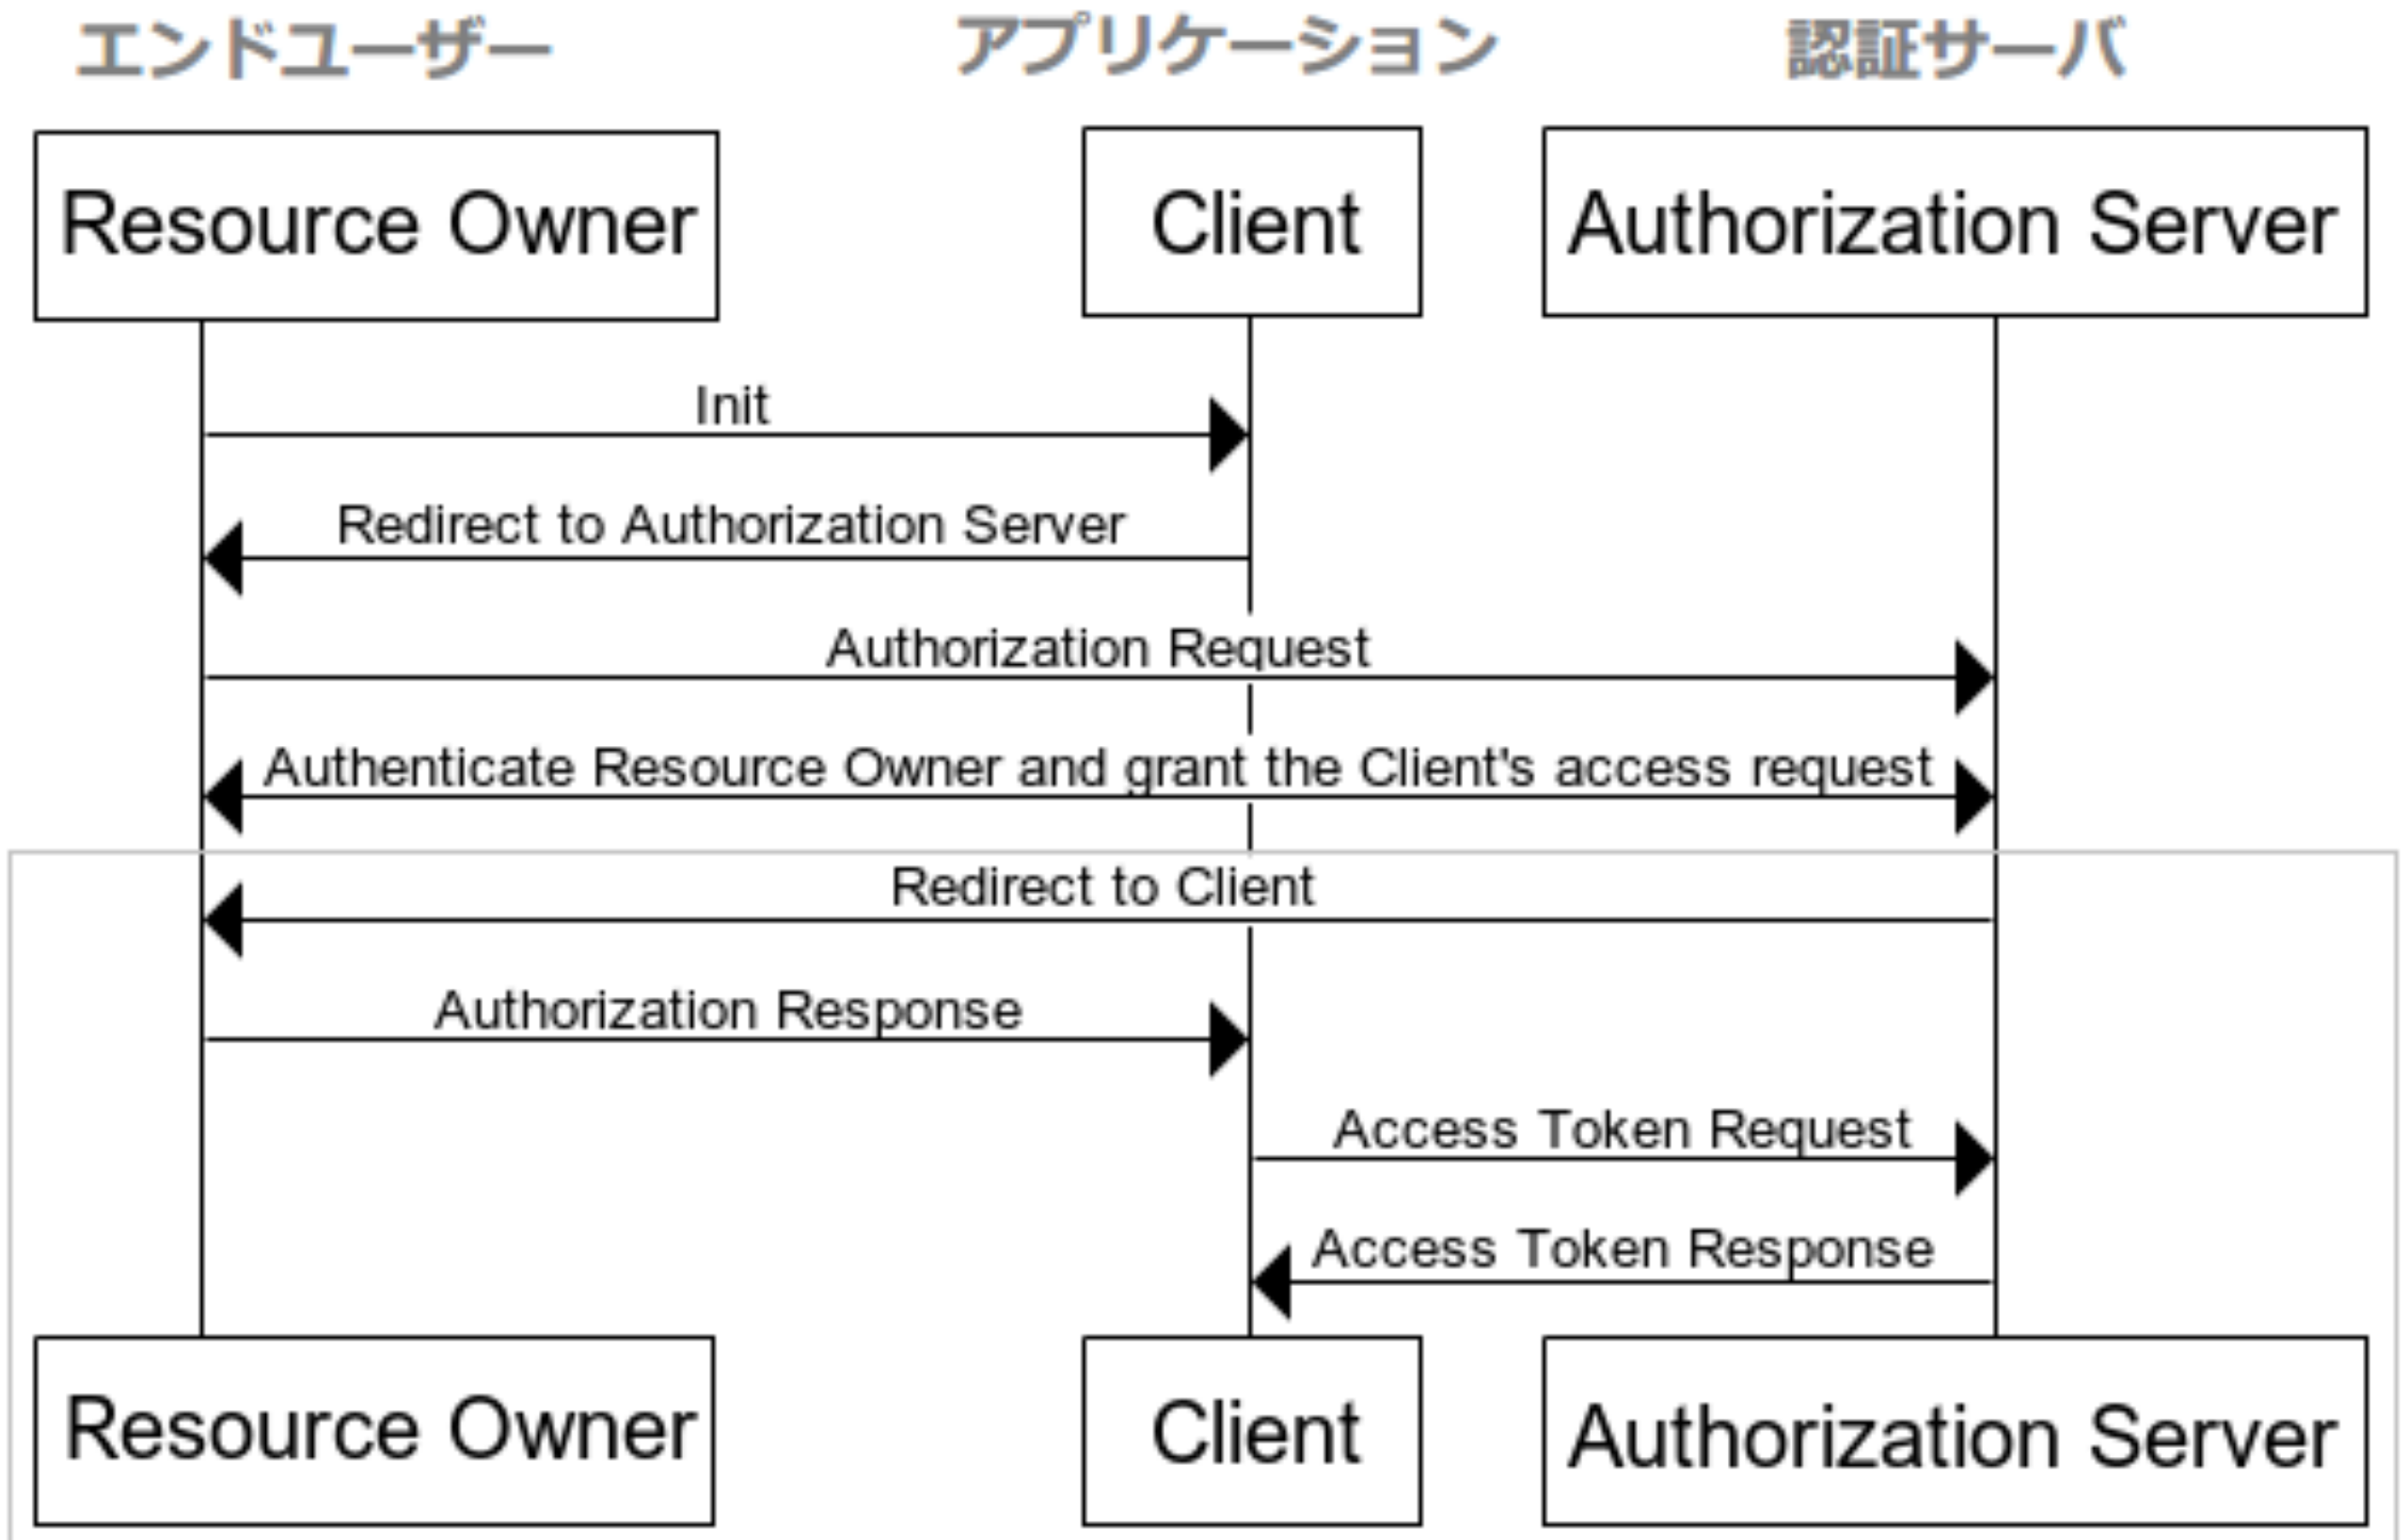 エンドユーザー
アプリケーション
認証サーバ
Resource Owner
Client
Authorization Server
Init
Redirect to Authorization Server
Authorization Request
Authenticate Resource Owner and grant the Client's access request
Redirect to Client
Authorization Response
Access Token Request
Access Token Response
Resource Owner
Client
Authorization Server